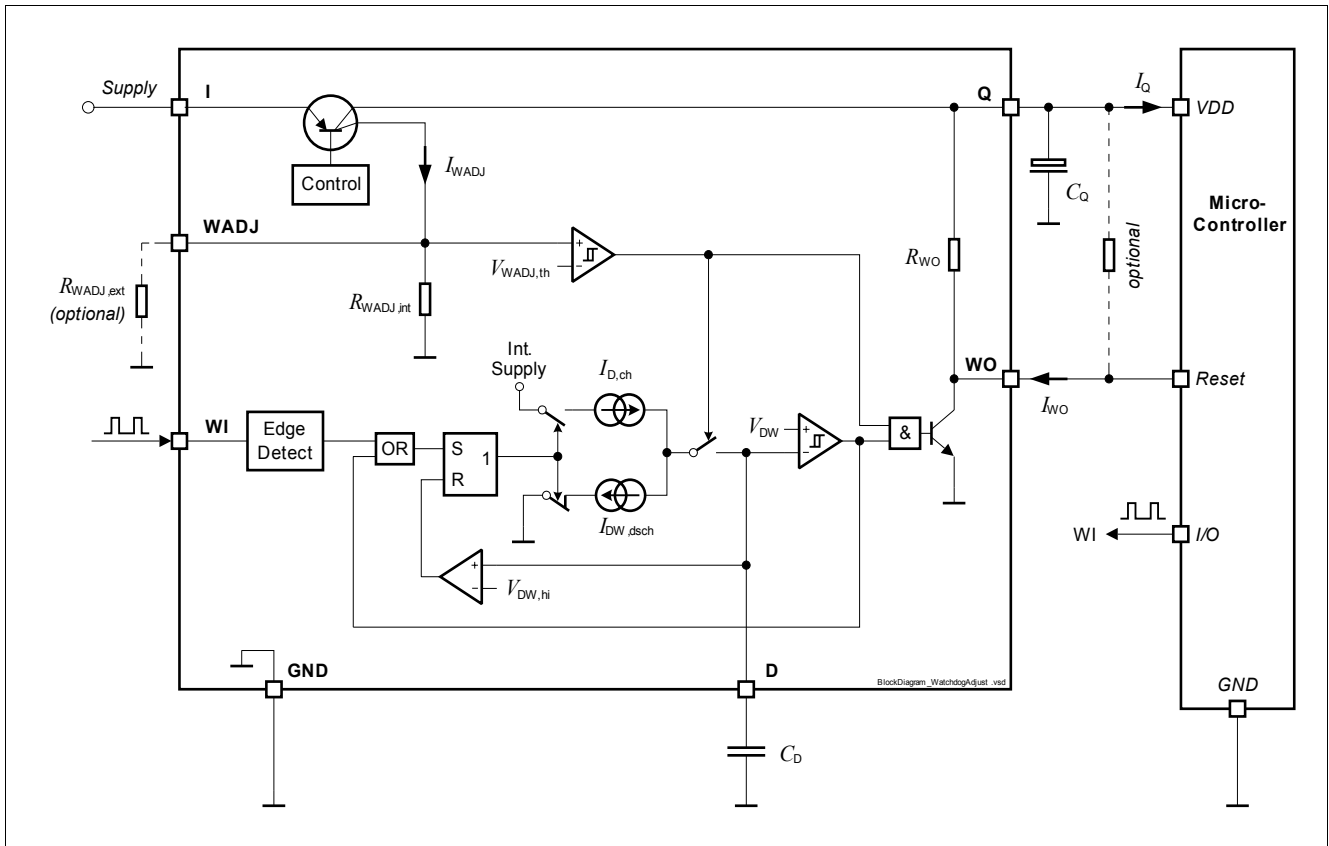 Supply
I
Q
I_Q
VDD
Control
I_WADJ
C_Q
Micro-
Controller
WADJ
V_WADJ,th
+
−
R_WO
optional
R_WADJ,ext
(optional)
R_WADJ,int
Int.
Supply
I_D,ch
WO
Reset
I_WO
WI
Edge
Detect
OR
S
R
1
V_DW
+
−
&
I_DW,dsch
WI
I/O
+
−
V_DW,hi
GND
D
BlockDiagram_WatchdogAdjust .vsd
GND
C_D